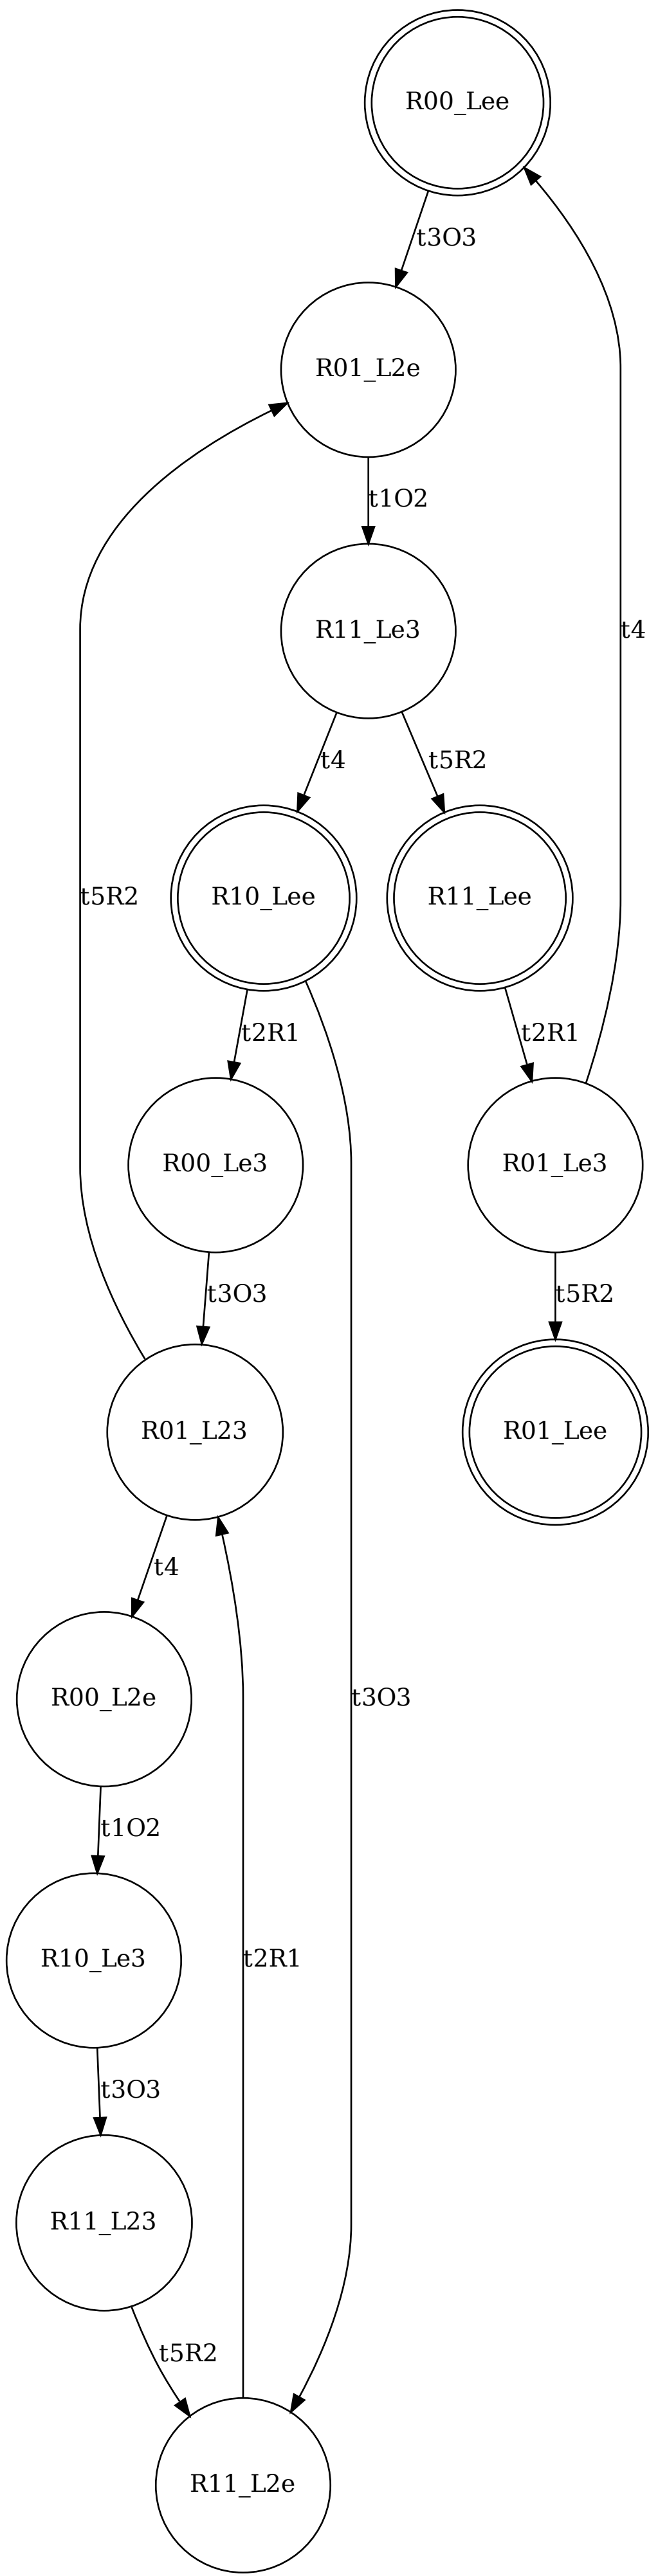 R00_Lee
t3O3
R01_L2e
t1O2
R11_Le3
t4
t4
t5R2
t5R2
R10_Lee
R11_Lee
t2R1
t2R1
R00_Le3
R01_Le3
t3O3
t5R2
R01_L23
R01_Lee
t4
R00_L2e
t3O3
t1O2
R10_Le3
t2R1
t3O3
R11_L23
t5R2
R11_L2e